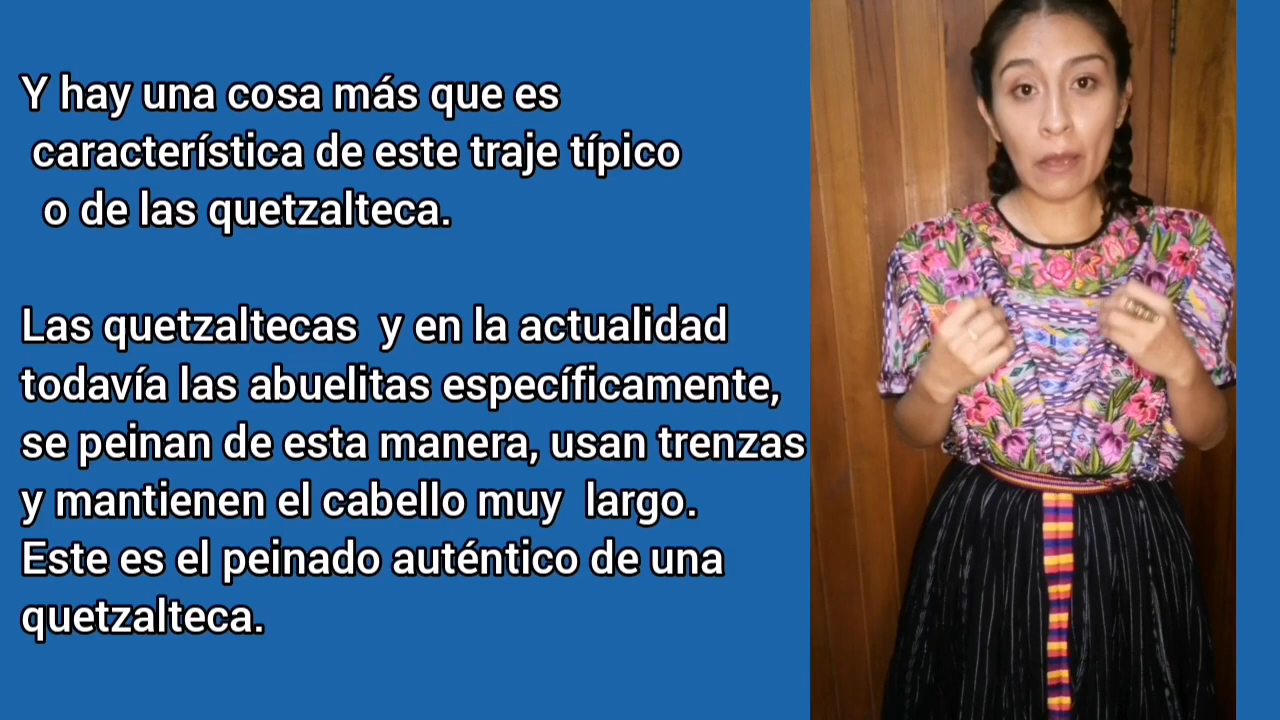 Y hay una cosa más que es
característica de este traje típico
o de las quetzalteca.
Las quetzaltecas y en la actualidad
todavía las abuelitas específicamente,
se peinan de esta manera, usan trenzas
y mantienen el cabello muy largo.
Este es el peinado auténtico de una
quetzalteca.